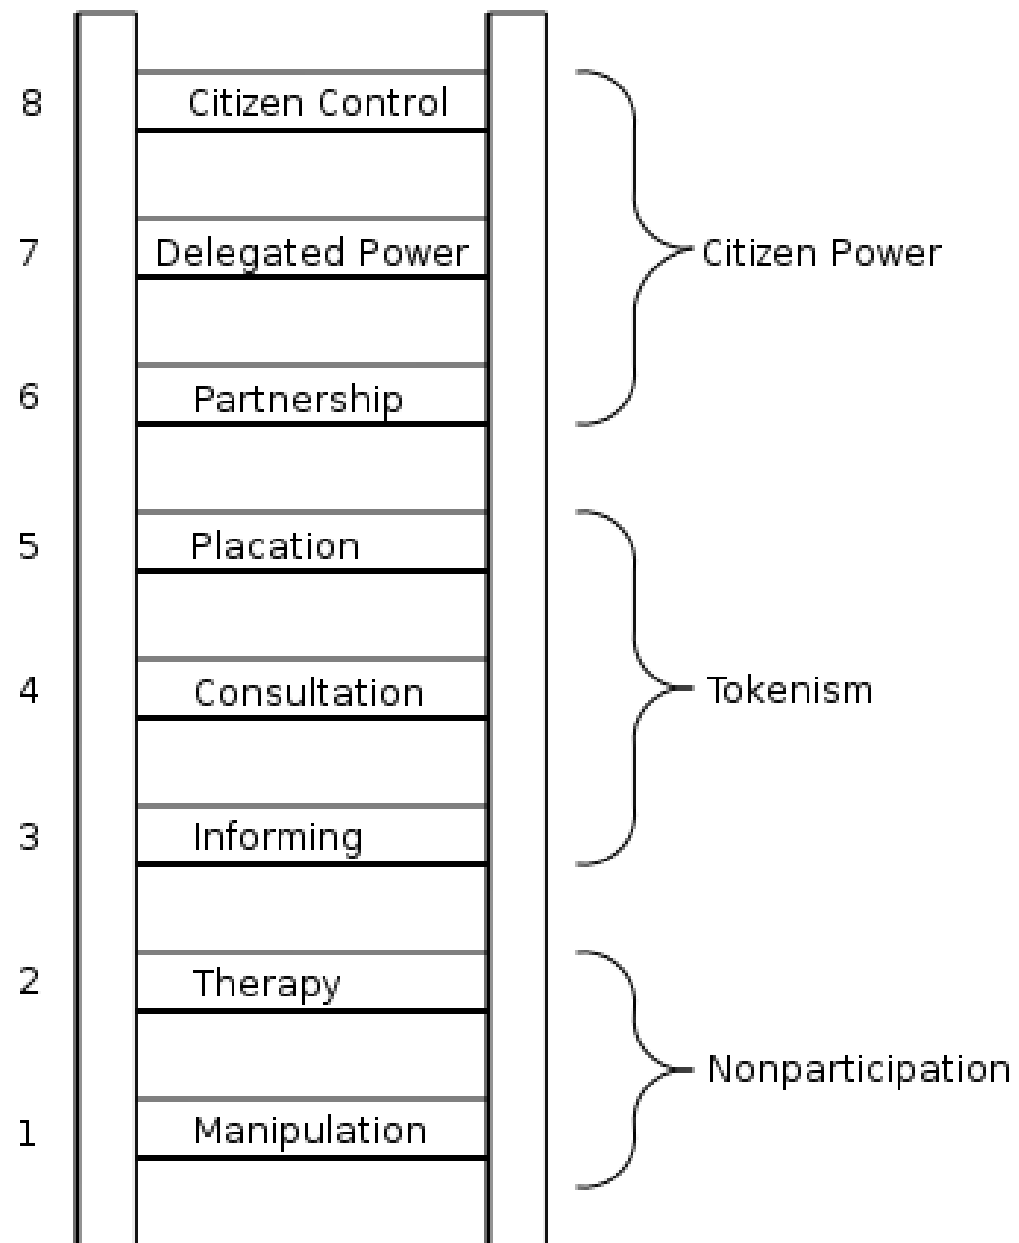 8 Citizen Control
7 Delegated Power Citizen Power
6 Partnership
5 Placation
4 Consultation Tokenism
3 Informing
2 Therapy
Nonparticipation
1 Manipulation